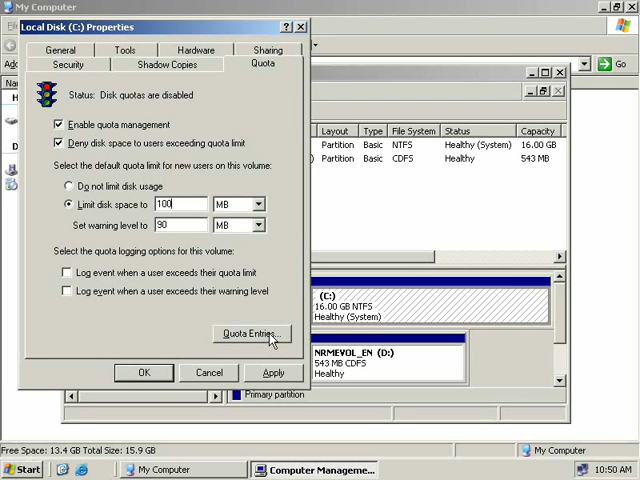 My Computer
Local Disk (C:) Properties
General
Tools
Hardware
Sharing
Security
Shadow Copies
Quota
Status: Disk quotas are disabled
Enable quota management
Deny disk space to users exceeding quota limit
Select the default quota limit for new users on this volume:
Do not limit disk usage
Limit disk space to
100
MB
Set warning level to
90
MB
Select the quota logging options for this volume:
Log event when a user exceeds their quota limit
Log event when a user exceeds their warning level
Quota Entries...
OK
Cancel
Apply
Go
Layout
Type
File System
Status
Capacity
Partition
Basic
NTFS
Healthy (System)
16.00 GB
Partition
Basic
CDFS
Healthy
543 MB
(C:)
16.00 GB NTFS
Healthy (System)
NRMEVOL_EN (D:)
543 MB CDFS
Healthy
Primary partition
Free Space: 13.4 GB Total Size: 15.9 GB
My Computer
Start
My Computer
Computer Manageme...
10:50 AM